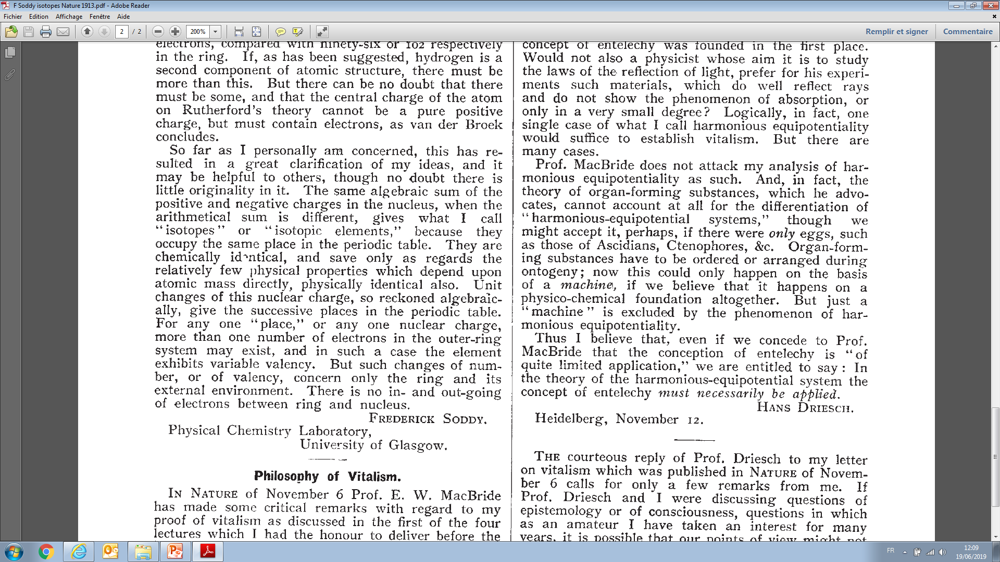 F Soddy isotopes Nature 1913.pdf - Adobe Reader
Fichier Edition Affichage Fenêtre Aide
2 / 2 200% Remplir et signer Commentaire
electrons, compared with ninety-six or 102 respectively
in the ring. If, as has been suggested, hydrogen is a
second component of atomic structure, there must be
more than this. But there can be no doubt that there
must be some, and that the central charge of the atom
on Rutherford's theory cannot be a pure positive
charge, but must contain electrons, as van der Broek
concludes.
So far as I personally am concerned, this has re-
sulted in a great clarification of my ideas, and it
may be helpful to others, though no doubt there is
little originality in it. The same algebraic sum of the
positive and negative charges in the nucleus, when the
arithmetical sum is different, gives what I call
"isotopes" or "isotopic elements," because they
occupy the same place in the periodic table. They are
chemically identical, and save only as regards the
relatively few physical properties which depend upon
atomic mass directly, physically identical also. Unit
changes of this nuclear charge, so reckoned algebraic-
ally, give the successive places in the periodic table.
For any one "place," or any one nuclear charge,
more than one number of electrons in the outer-ring
system may exist, and in such a case the element
exhibits variable valency. But such changes of num-
ber, or of valency, concern only the ring and its
external environment. There is no in- and out-going
of electrons between ring and nucleus.
FREDERICK SODDY.
Physical Chemistry Laboratory,
University of Glasgow.
Philosophy of Vitalism.
IN NATURE of November 6 Prof. E. W. MacBride
has made some critical remarks with regard to my
proof of vitalism as discussed in the first of the four
lectures which I had the honour to deliver before the
concept of entelechy was founded in the first place.
Would not also a physicist whose aim it is to study
the laws of the reflection of light, prefer for his experi-
ments such materials, which do well reflect rays
and do not show the phenomenon of absorption, or
only in a very small degree? Logically, in fact, one
single case of what I call harmonious equipotentiality
would suffice to establish vitalism. But there are
many cases.
Prof. MacBride does not attack my analysis of har-
monious equipotentiality as such. And, in fact, the
theory of organ-forming substances, which he advo-
cates, cannot account at all for the differentiation of
"harmonious-equipotential systems," though we
might accept it, perhaps, if there were only eggs, such
as those of Ascidians, Ctenophores, &c. Organ-form-
ing substances have to be ordered or arranged during
ontogeny; now this could only happen on the basis
of a machine, if we believe that it happens on a
physico-chemical foundation altogether. But just a
"machine" is excluded by the phenomenon of har-
monious equipotentiality.
Thus I believe that, even if we concede to Prof.
MacBride that the conception of entelechy is "of
quite limited application," we are entitled to say: In
the theory of the harmonious-equipotential system the
concept of entelechy must necessarily be applied.
HANS DRIESCH.
Heidelberg, November 12.
THE courteous reply of Prof. Driesch to my letter
on vitalism which was published in NATURE of Novem-
ber 6 calls for only a few remarks from me. If
Prof. Driesch and I were discussing questions of
epistemology or of consciousness, questions in which
as an amateur I have taken an interest for many
years, it is possible that our points of view might not
FR 12:09
19/06/2019